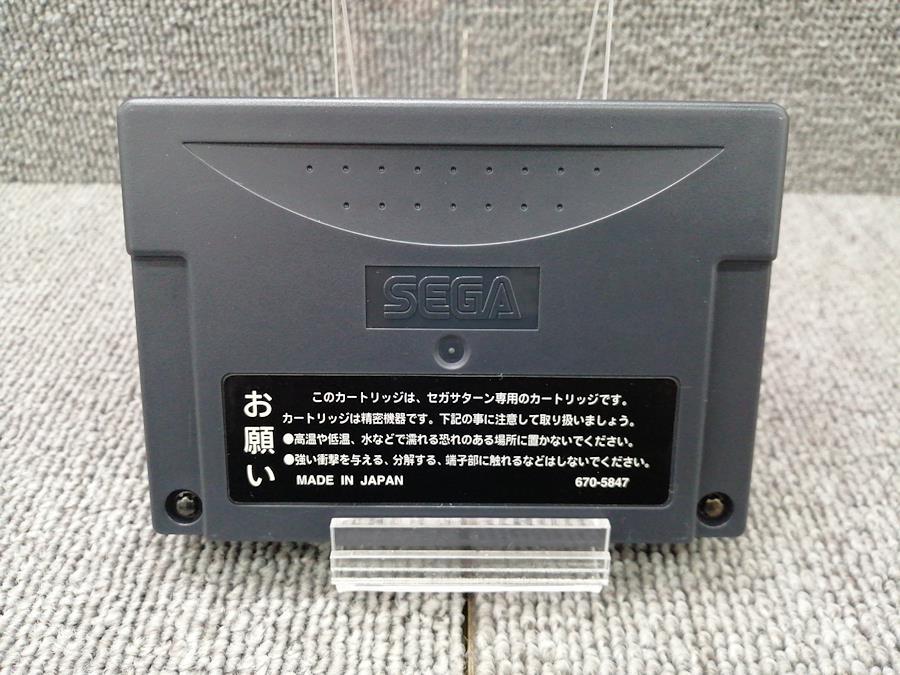 SEGA
お願い
このカートリッジは、セガサターン専用のカートリッジです。
カートリッジは精密機器です。下記の事に注意して取り扱いましょう。
●高温や低温、水などで濡れる恐れのある場所に置かないでください。
●強い衝撃を与える、分解する、端子部に触れるなどはしないでください。
MADE IN JAPAN 670-5847